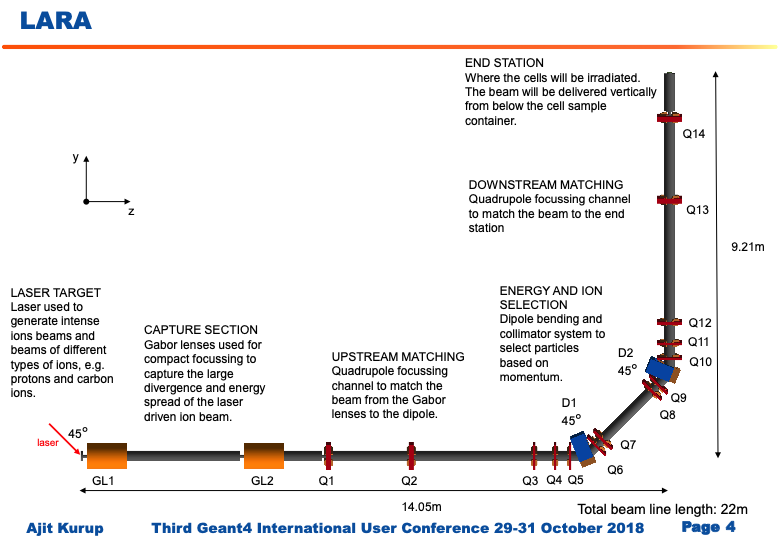 LARA
END STATION
Where the cells will be irradiated.
The beam will be delivered vertically
from below the cell sample
container.
Q14
y
z
DOWNSTREAM MATCHING
Quadrupole focussing channel
to match the beam to the end
station
Q13
9.21m
LASER TARGET
Laser used to
generate intense
ions beams and
beams of different
types of ions, e.g.
protons and carbon
ions.
CAPTURE SECTION
Gabor lenses used for
compact focussing to
capture the large
divergence and energy
spread of the laser
driven ion beam.
UPSTREAM MATCHING
Quadrupole focussing
channel to match the
beam from the Gabor
lenses to the dipole.
ENERGY AND ION
SELECTION
Dipole bending and
collimator system to
select particles
based on
momentum.
Q12
Q11
Q10
D2
45°
Q9
Q8
D1
45°
Q7
Q6
laser
45°
GL1
GL2
Q1
Q2
Q3
Q4
Q5
14.05m
Total beam line length: 22m
Ajit Kurup
Third Geant4 International User Conference 29-31 October 2018
Page 4